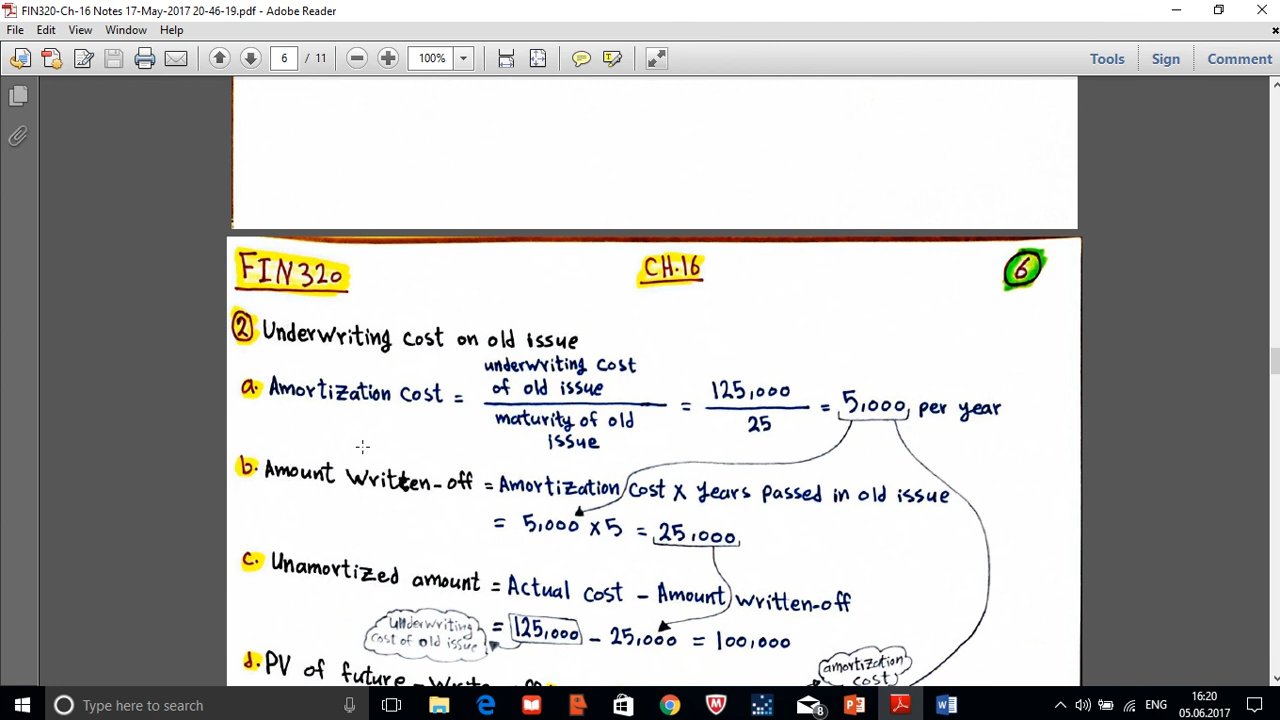 FIN320-Ch-16 Notes 17-May-2017 20-46-19.pdf - Adobe Reader
File Edit View Window Help
6 / 11 100% Tools Sign Comment
FIN320 CH.16 6
2 Underwriting cost on old issue
a. Amortization cost = underwriting cost of old issue / maturity of old issue = 125,000 / 25 = 5,000 per year
b. Amount written-off = Amortization cost x years passed in old issue
= 5,000 x 5 = 25,000
c. Unamortized amount = Actual cost - Amount written-off
underwriting cost of old issue = 125,000 - 25,000 = 100,000
d. PV of future
amortization cost
Type here to search 8 ENG 16:20
05.06.2017